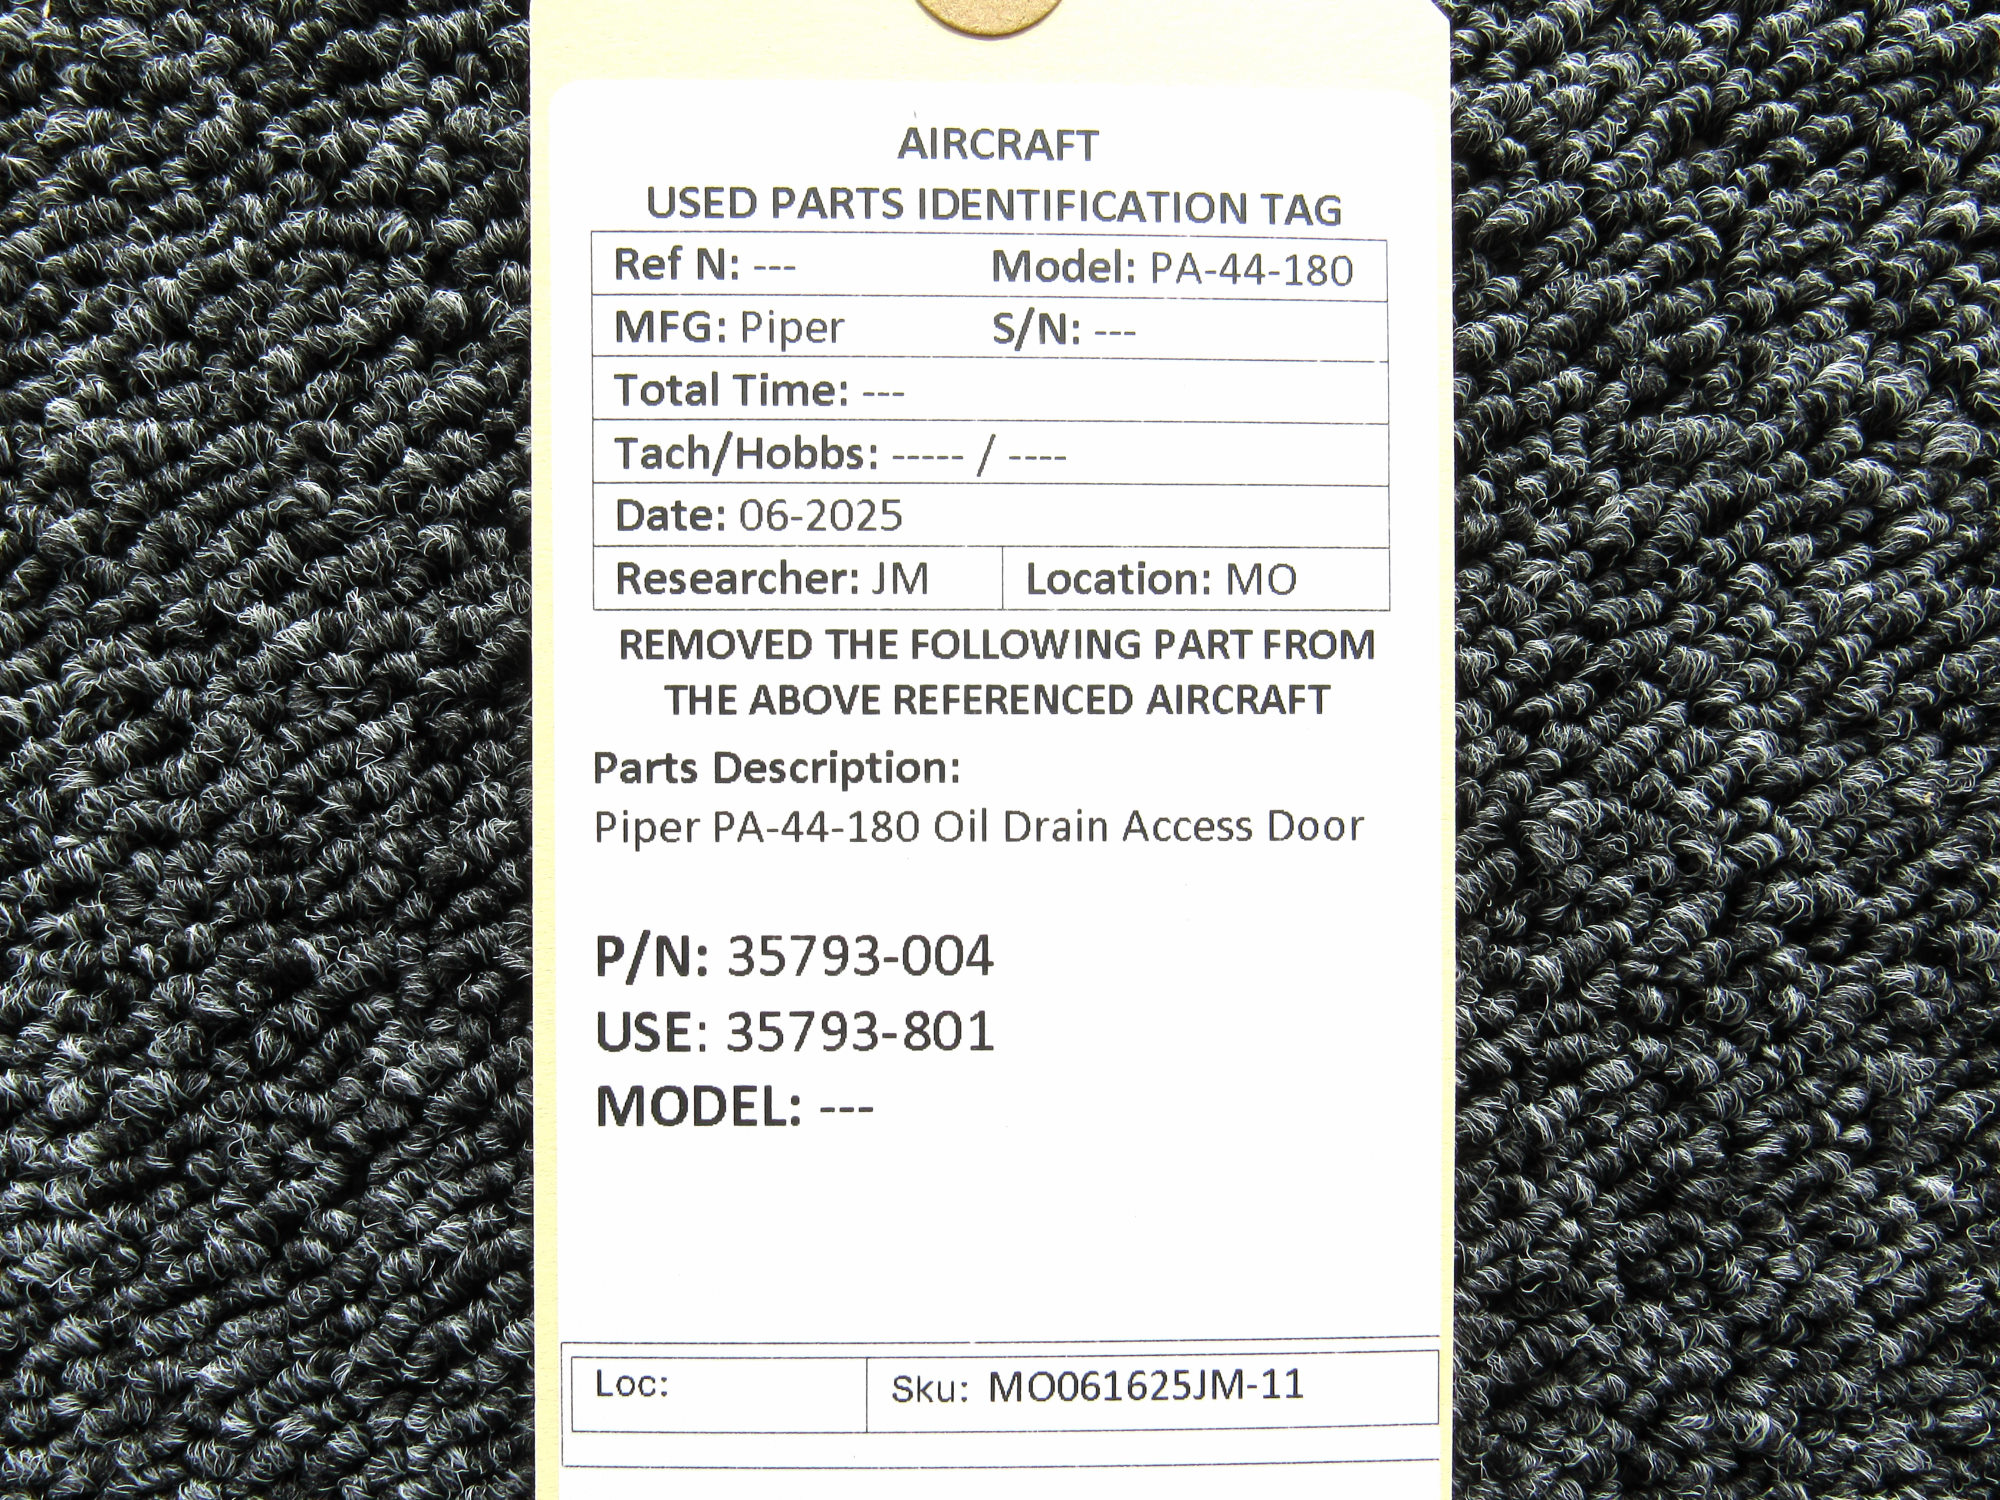 AIRCRAFT
USED PARTS IDENTIFICATION TAG
Ref N: --- Model: PA-44-180
MFG: Piper S/N: ---
Total Time: ---
Tach/Hobbs: ----- / ----
Date: 06-2025
Researcher: JM Location: MO
REMOVED THE FOLLOWING PART FROM
THE ABOVE REFERENCED AIRCRAFT
Parts Description:
Piper PA-44-180 Oil Drain Access Door
P/N: 35793-004
USE: 35793-801
MODEL: ---
Loc: Sku: MO061625JM-11